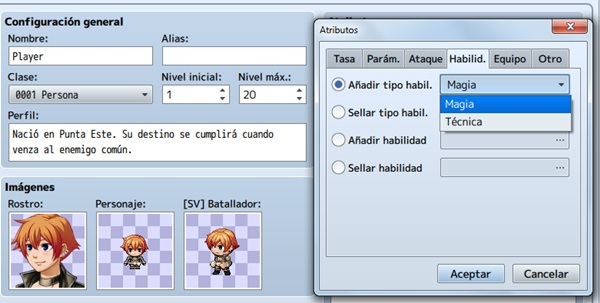 Configuración general
Nombre:
Alias:
Player
Clase:
Nivel inicial:
Nivel máx.:
0001 Persona
1
20
Perfil:
Nació en Punta Este. Su destino se cumplirá cuando
venza al enemigo común.
Imágenes
Rostro:
Personaje:
[SV] Batallador:
Atributos
Tasa
Parám.
Ataque
Habilid.
Equipo
Otro
Añadir tipo habil.
Magia
Magia
Técnica
Sellar tipo habil.
Añadir habilidad
...
Sellar habilidad
...
Aceptar
Cancelar